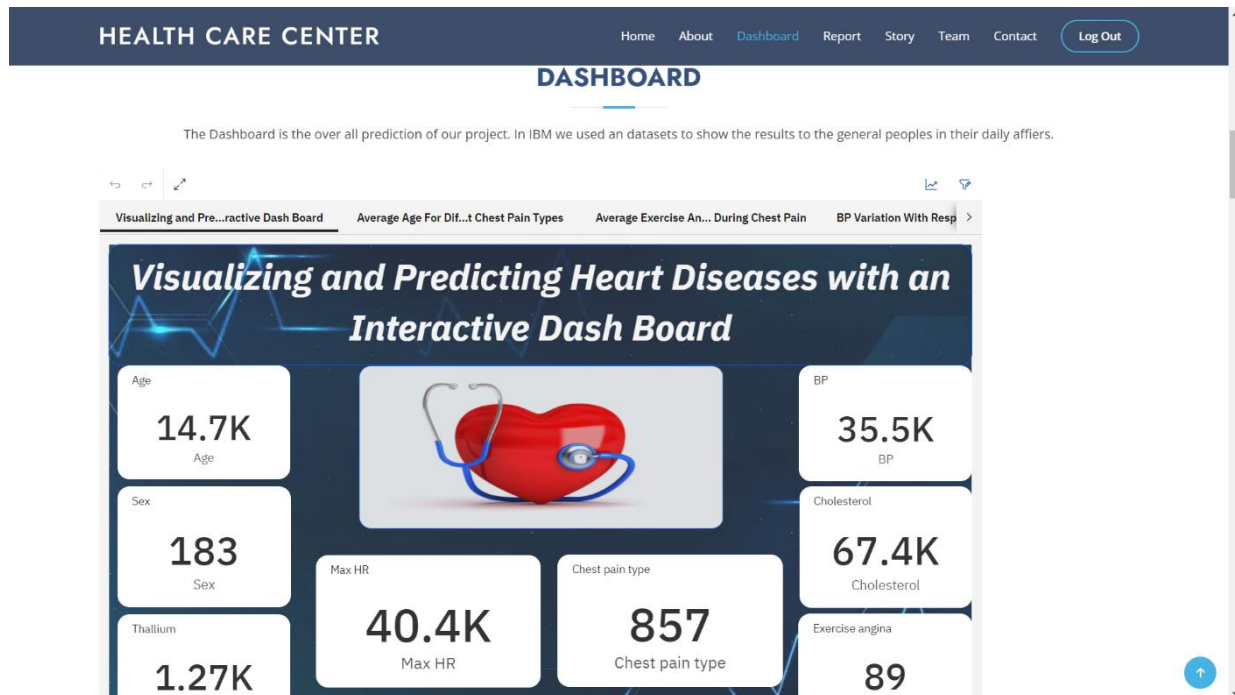 HEALTH CARE CENTER
Home About Dashboard Report Story Team Contact Log Out
DASHBOARD
The Dashboard is the over all prediction of our project. In IBM we used an datasets to show the results to the general peoples in their daily affiers.
Visualizing and Pre...ractive Dash Board Average Age For Dif...t Chest Pain Types Average Exercise An... During Chest Pain BP Variation With Resp
Visualizing and Predicting Heart Diseases with an
Interactive Dash Board
Age
14.7K
Age
BP
35.5K
BP
Sex
183
Sex
Cholesterol
67.4K
Cholesterol
Max HR
40.4K
Max HR
Chest pain type
857
Chest pain type
Thallium
1.27K
Exercise angina
89